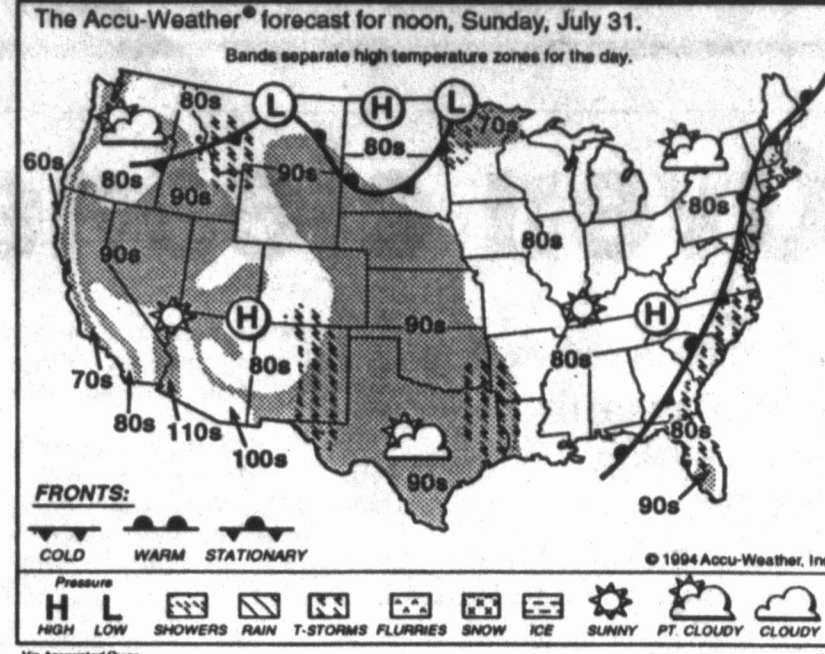 The Accu-Weather® forecast for noon, Sunday, July 31.
Bands separate high temperature zones for the day.
80s
L
H
L
70s
60s
80s
80s
90s
90s
80s
90s
80s
H
H
90s
80s
80s
70s
80s
110s
100s
80s
90s
90s
FRONTS:
COLD WARM STATIONARY
© 1994 Accu-Weather, Inc
Pressure
H L
HIGH LOW SHOWERS RAIN T-STORMS FLURRIES SNOW ICE SUNNY PT. CLOUDY CLOUDY
Via Associated Press